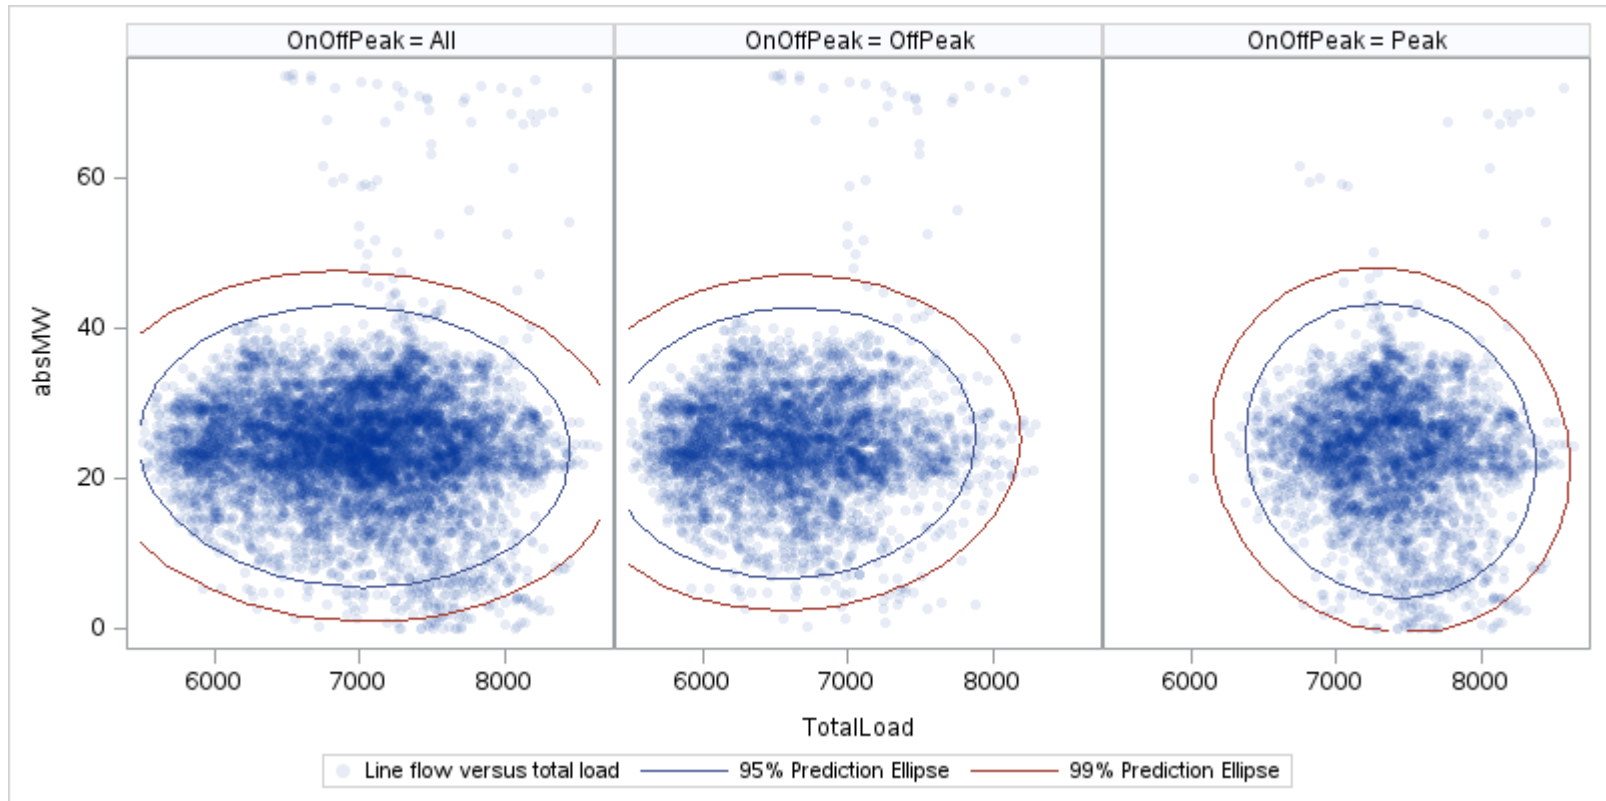 OnOffPeak = All
OnOffPeak = OffPeak
OnOffPeak = Peak
absMW
60
40
20
0
6000 7000 8000
6000 7000 8000
6000 7000 8000
TotalLoad
Line flow versus total load
95% Prediction Ellipse
99% Prediction Ellipse